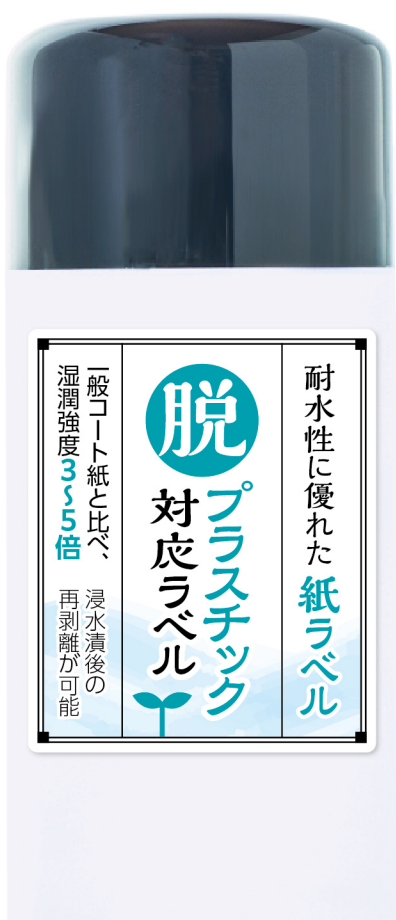 耐水性に優れた紙ラベル
脱プラスチック
対応ラベル
一般コート紙と比べ、
湿潤強度3〜5倍
浸水漬後の
再剥離が可能